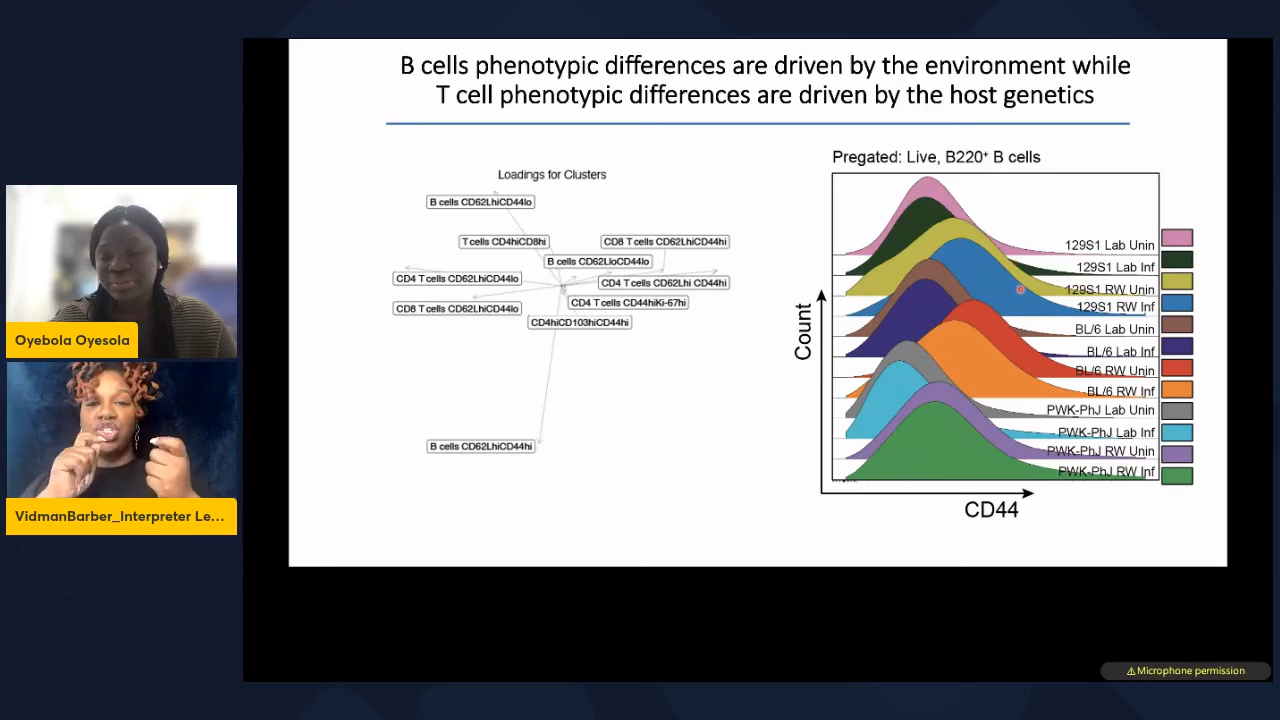 B cells phenotypic differences are driven by the environment while
T cell phenotypic differences are driven by the host genetics
Loadings for Clusters
B cells CD62LhiCD44lo
T cells CD4hiCD8hi
CD8 T cells CD62LhiCD44hi
B cells CD62LloCD44lo
CD4 T cells CD62LhiCD44lo
CD4 T cells CD62Lhi CD44hi
CD8 T cells CD62LhiCD44lo
CD4 T cells CD44hiKi-67hi
CD4hiCD103hiCD44hi
B cells CD62LhiCD44hi
Pregated: Live, B220+ B cells
129S1 Lab Unin
129S1 Lab Inf
129S1 RW Unin
129S1 RW Inf
BL/6 Lab Unin
BL/6 Lab Inf
BL/6 RW Unin
BL/6 RW Inf
PWK-PhJ Lab Unin
PWK-PhJ Lab Inf
PWK-PhJ RW Unin
PWK-PhJ RW Inf
Count
CD44
Oyebola Oyesola
VidmanBarber_Interpreter Le...
⚠Microphone permission